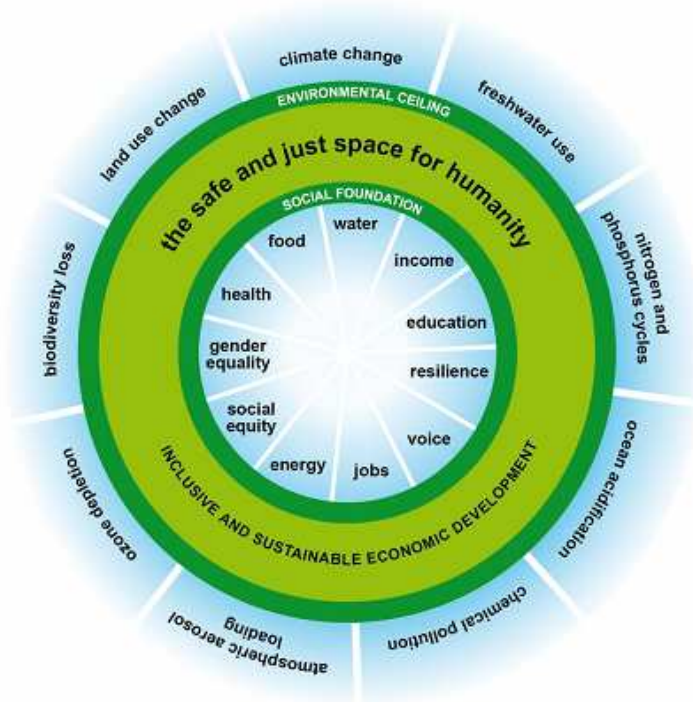 climate change
freshwater use
nitrogen and
phosphorus cycles
ocean acidification
chemical pollution
atmospheric aerosol
loading
ozone depletion
biodiversity loss
land use change
ENVIRONMENTAL CEILING
the safe and just space for humanity
SOCIAL FOUNDATION
water
income
education
resilience
voice
jobs
energy
social
equity
gender
equality
health
food
INCLUSIVE AND SUSTAINABLE ECONOMIC DEVELOPMENT